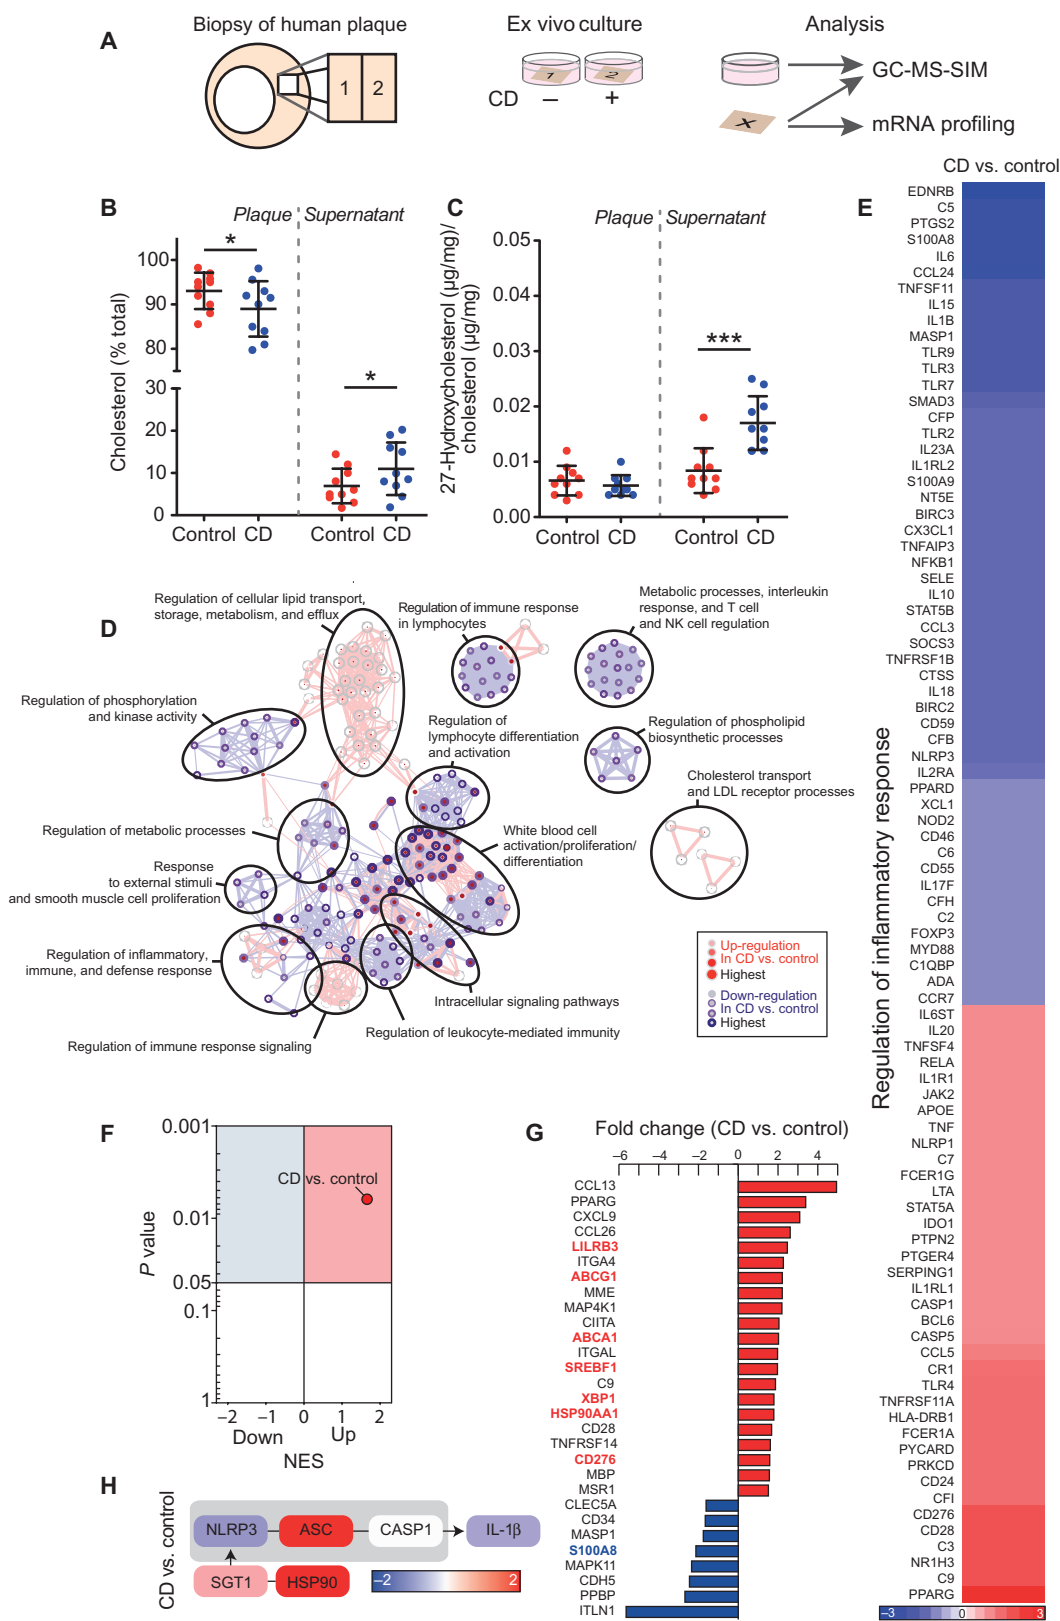 A
Biopsy of human plaque
1
2
Ex vivo culture
1
2
CD
–
+
Analysis
X
GC-MS-SIM
mRNA profiling
B
Plaque
Supernatant
Cholesterol (% total)
100
90
80
30
20
10
0
*
*
Control
CD
Control
CD
C
Plaque
Supernatant
27-Hydroxycholesterol (µg/mg)/
cholesterol (µg/mg)
0.05
0.04
0.03
0.02
0.01
0.00
***
Control
CD
Control
CD
D
Regulation of cellular lipid transport,
storage, metabolism, and efflux
Regulation of immune response
in lymphocytes
Metabolic processes, interleukin
response, and T cell
and NK cell regulation
Regulation of phosphorylation
and kinase activity
Regulation of
lymphocyte differentiation
and activation
Regulation of phospholipid
biosynthetic processes
Cholesterol transport
and LDL receptor processes
Regulation of metabolic processes
White blood cell
activation/proliferation/
differentiation
Response
to external stimuli
and smooth muscle cell proliferation
Regulation of inflammatory,
immune, and defense response
Intracellular signaling pathways
Regulation of leukocyte-mediated immunity
Regulation of immune response signaling
Up-regulation
In CD vs. control
Highest
Down-regulation
In CD vs. control
Highest
E
CD vs. control
Regulation of inflammatory response
EDNRB
C5
PTGS2
S100A8
IL6
CCL24
TNFSF11
IL15
IL1B
MASP1
TLR9
TLR3
TLR7
SMAD3
CFP
TLR2
IL23A
IL1RL2
S100A9
NT5E
BIRC3
CX3CL1
TNFAIP3
NFKB1
SELE
IL10
STAT5B
CCL3
SOCS3
TNFRSF1B
CTSS
IL18
BIRC2
CD59
CFB
NLRP3
IL2RA
PPARD
XCL1
NOD2
CD46
C6
CD55
IL17F
CFH
C2
FOXP3
MYD88
C1QBP
ADA
CCR7
IL6ST
IL20
TNFSF4
RELA
IL1R1
JAK2
APOE
TNF
NLRP1
C7
FCER1G
LTA
STAT5A
IDO1
PTPN2
PTGER4
SERPING1
IL1RL1
CASP1
BCL6
CASP5
CCL5
CR1
TLR4
TNFRSF11A
HLA-DRB1
FCER1A
PYCARD
PRKCD
CD24
CFI
CD276
CD28
C3
NR1H3
C9
PPARG
–3
0
3
F
P value
0.001
0.01
0.05
0.1
1
CD vs. control
–2
–1
0
1
2
Down
Up
NES
G
Fold change (CD vs. control)
–6
–4
–2
0
2
4
CCL13
PPARG
CXCL9
CCL26
LILRB3
ITGA4
ABCG1
MME
MAP4K1
CIITA
ABCA1
ITGAL
SREBF1
C9
XBP1
HSP90AA1
CD28
TNFRSF14
CD276
MBP
MSR1
CLEC5A
CD34
MASP1
S100A8
MAPK11
CDH5
PPBP
ITLN1
H
CD vs. control
NLRP3
ASC
CASP1
IL-1β
SGT1
HSP90
–2
2